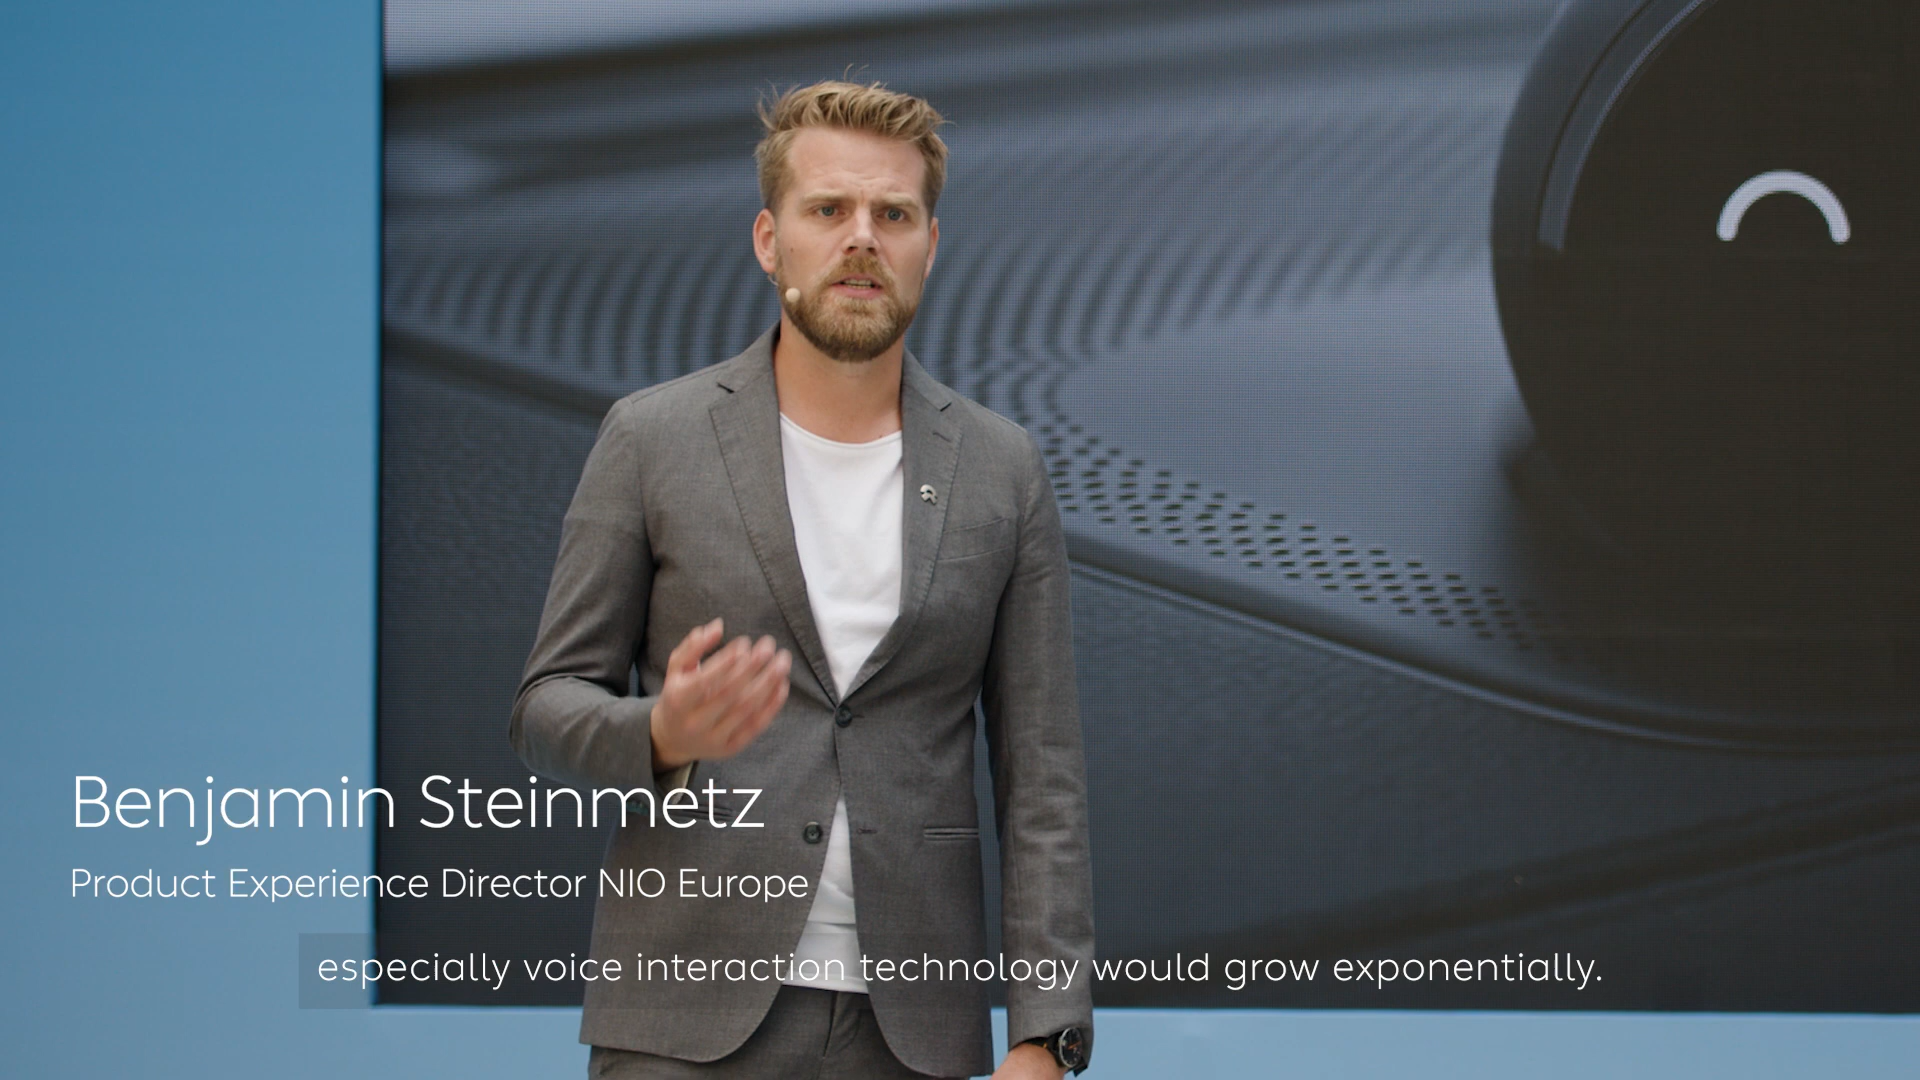 Benjamin Steinmetz
Product Experience Director NIO Europe
especially voice interaction technology would grow exponentially.